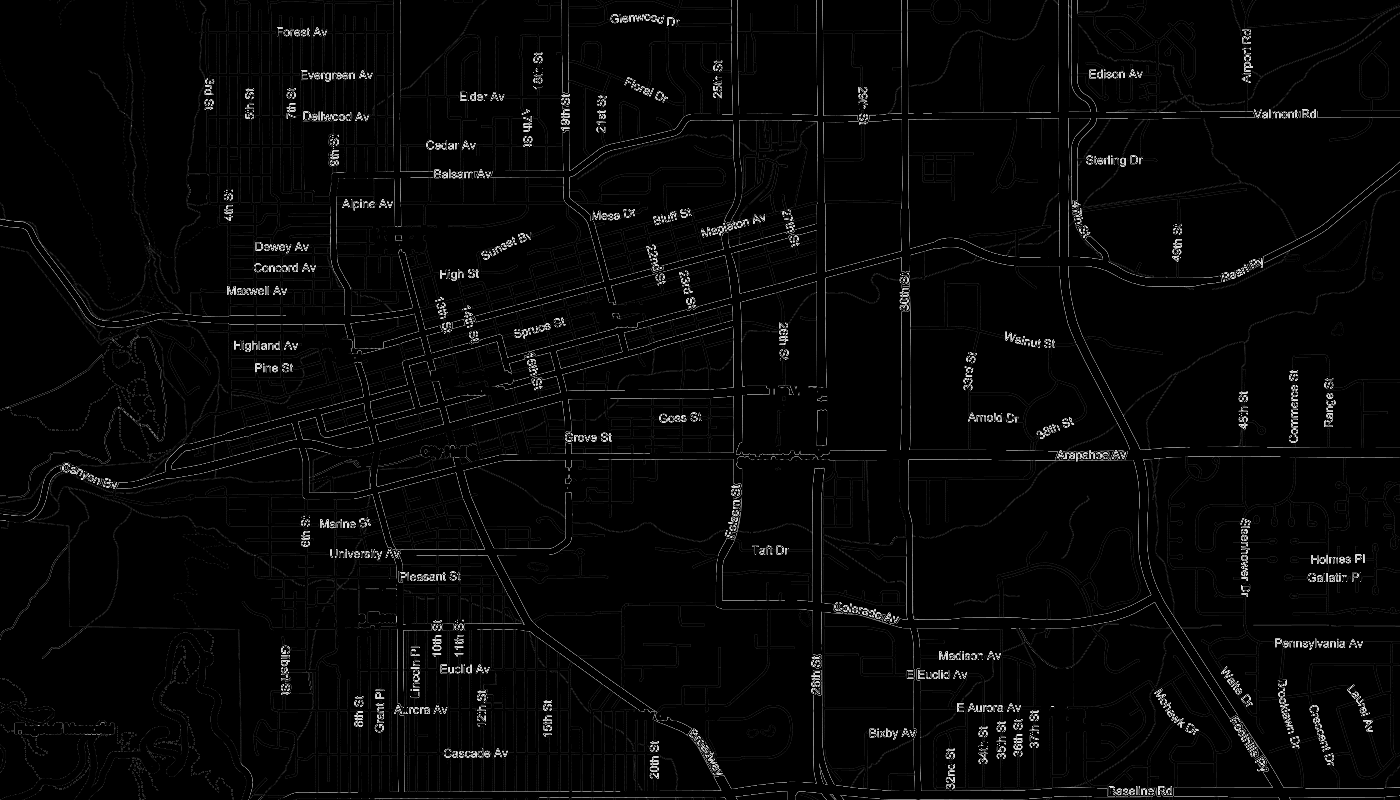 Glenwood Dr
Forest Av
Airport Rd
Evergreen Av
18th St
25th St
Edison Av
3rd St
5th St
7th St
Elder Av
Floral Dr
29th St
Dellwood Av
19th St
21st St
Valmont Rd
17th St
Cedar Av
9th St
Sterling Dr
Balsam Av
4th St
Alpine Av
Mesa Dr
Bluff St
Mapleton Av
27th St
47th St
Dewey Av
Sunset Bv
49th St
Concord Av
22nd St
High St
Pearl Py
Maxwell Av
23rd St
30th St
13th St
14th St
Spruce St
Highland Av
26th St
Walnut St
Pine St
15th St
33rd St
45th St
Commerce St
Range St
Goss St
Arnold Dr
38th St
Grove St
Arapahoe Av
Canyon Bv
Folsom St
Marine St
6th St
University Av
Taft Dr
Eisenhower Dr
Holmes Pl
Gallatin Pl
Pleasant St
Colorado Av
10th St
11th St
Pennsylvania Av
Gilbert St
Lincoln Pl
Euclid Av
28th St
Madison Av
E Euclid Av
8th St
Grant Pl
Aurora Av
12th St
15th St
E Aurora Av
Mohawk Dr
Waite Dr
Brooklawn Dr
Crescent Dr
Laurel Av
Bixby Av
34th St
35th St
36th St
37th St
Foothills Py
Cascade Av
20th St
Broadway
32nd St
Baseline Rd